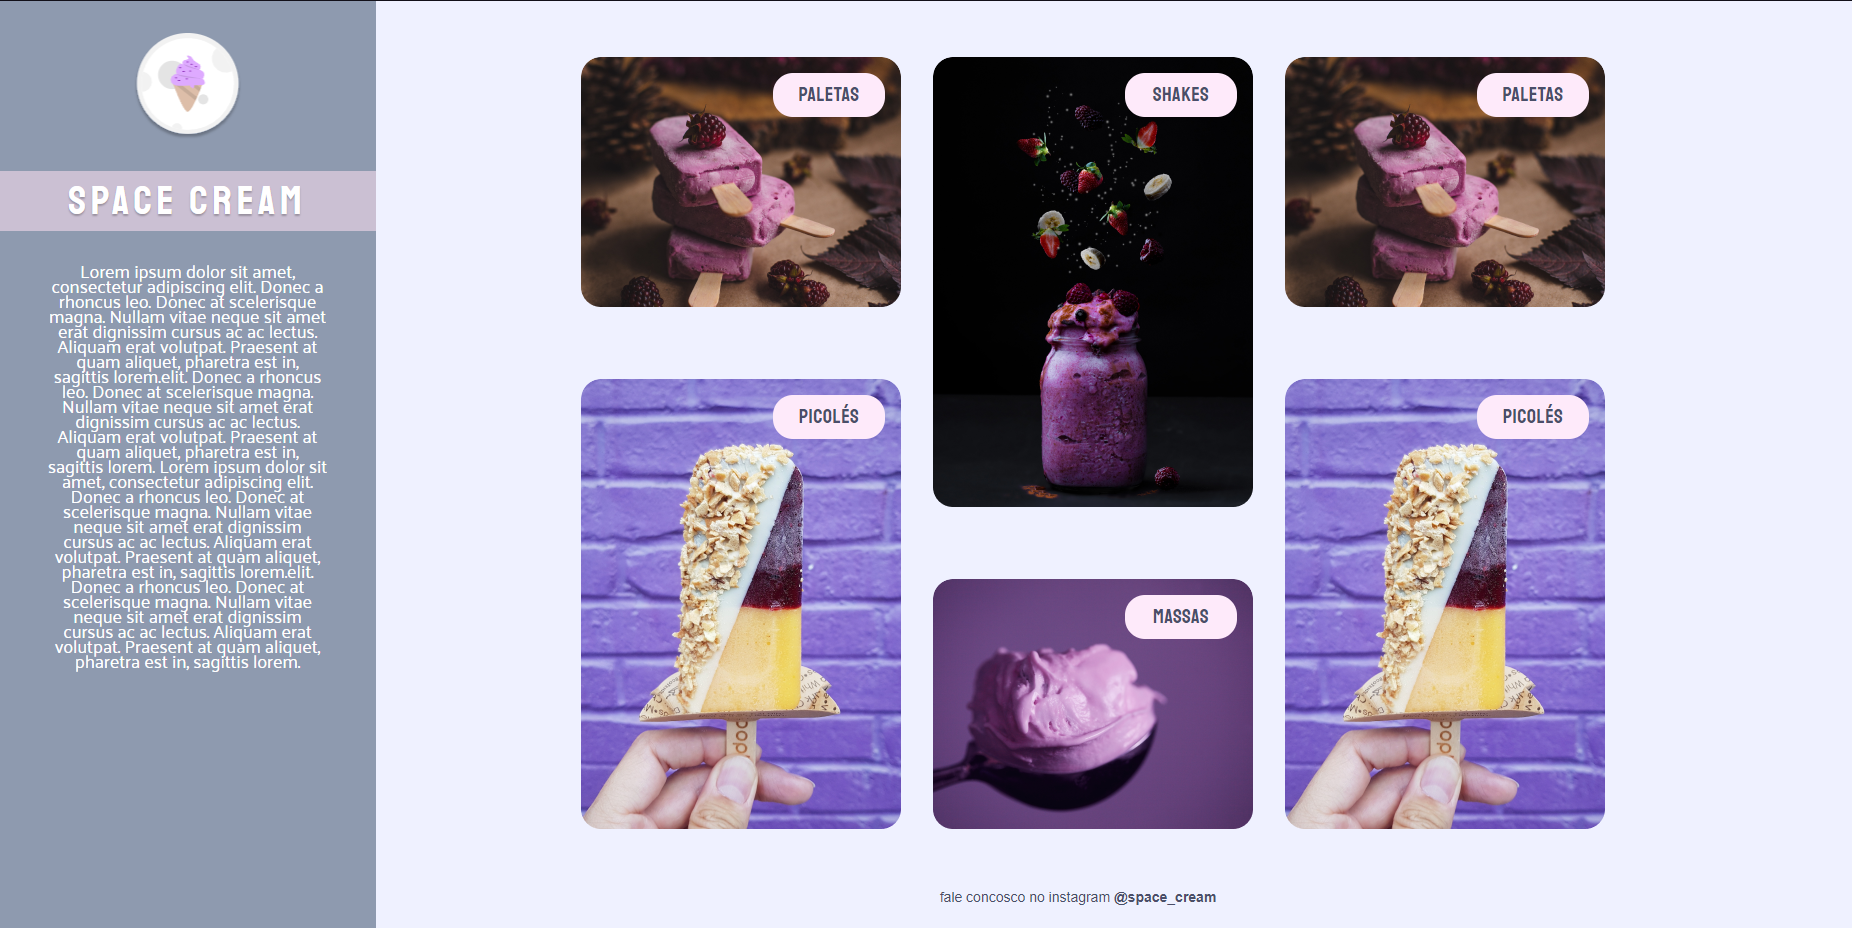 SPACE CREAM
Lorem ipsum dolor sit amet,
consectetur adipiscing elit. Donec a
rhoncus leo. Donec at scelerisque
magna. Nullam vitae neque sit amet
erat dignissim cursus ac ac lectus.
Aliquam erat volutpat. Praesent at
quam aliquet, pharetra est in,
sagittis lorem.elit. Donec a rhoncus
leo. Donec at scelerisque magna.
Nullam vitae neque sit amet erat
dignissim cursus ac ac lectus.
Aliquam erat volutpat. Praesent at
quam aliquet, pharetra est in,
sagittis lorem. Lorem ipsum dolor sit
amet, consectetur adipiscing elit.
Donec a rhoncus leo. Donec at
scelerisque magna. Nullam vitae
neque sit amet erat dignissim
cursus ac ac lectus. Aliquam erat
volutpat. Praesent at quam aliquet,
pharetra est in, sagittis lorem.elit.
Donec a rhoncus leo. Donec at
scelerisque magna. Nullam vitae
neque sit amet erat dignissim
cursus ac ac lectus. Aliquam erat
volutpat. Praesent at quam aliquet,
pharetra est in, sagittis lorem.
PALETAS
SHAKES
PALETAS
PICOLÉS
PICOLÉS
MASSAS
fale concosco no instagram @space_cream